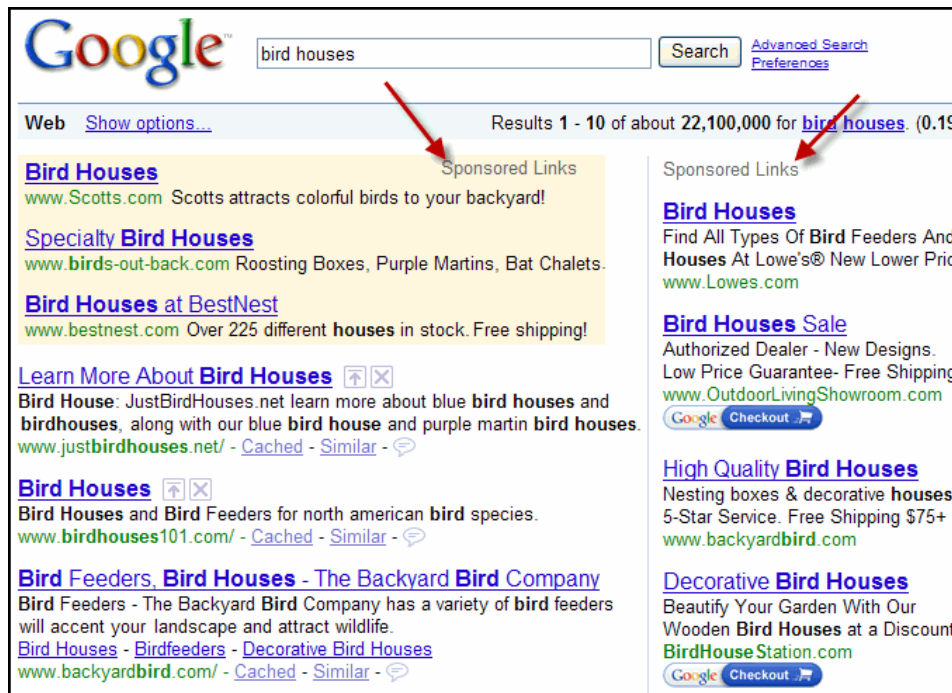 Google™
bird houses
Search
Advanced Search
Preferences
Web Show options...
Results 1 - 10 of about 22,100,000 for bird houses. (0.19
Bird Houses
Sponsored Links
www.Scotts.com Scotts attracts colorful birds to your backyard!
Specialty Bird Houses
www.birds-out-back.com Roosting Boxes, Purple Martins, Bat Chalets.
Bird Houses at BestNest
www.bestnest.com Over 225 different houses in stock. Free shipping!
Learn More About Bird Houses
Bird House: JustBirdHouses.net learn more about blue bird houses and
birdhouses, along with our blue bird house and purple martin bird houses.
www.justbirdhouses.net/ - Cached - Similar -
Bird Houses
Bird Houses and Bird Feeders for north american bird species.
www.birdhouses101.com/ - Cached - Similar -
Bird Feeders, Bird Houses - The Backyard Bird Company
Bird Feeders - The Backyard Bird Company has a variety of bird feeders
will accent your landscape and attract wildlife.
Bird Houses - Birdfeeders - Decorative Bird Houses
www.backyardbird.com/ - Cached - Similar -
Sponsored Links
Bird Houses
Find All Types Of Bird Feeders And
Houses At Lowe's® New Lower Pric
www.Lowes.com
Bird Houses Sale
Authorized Dealer - New Designs.
Low Price Guarantee- Free Shipping
www.OutdoorLivingShowroom.com
Google Checkout
High Quality Bird Houses
Nesting boxes & decorative houses
5-Star Service. Free Shipping $75+
www.backyardbird.com
Decorative Bird Houses
Beautify Your Garden With Our
Wooden Bird Houses at a Discount
BirdHouseStation.com
Google Checkout